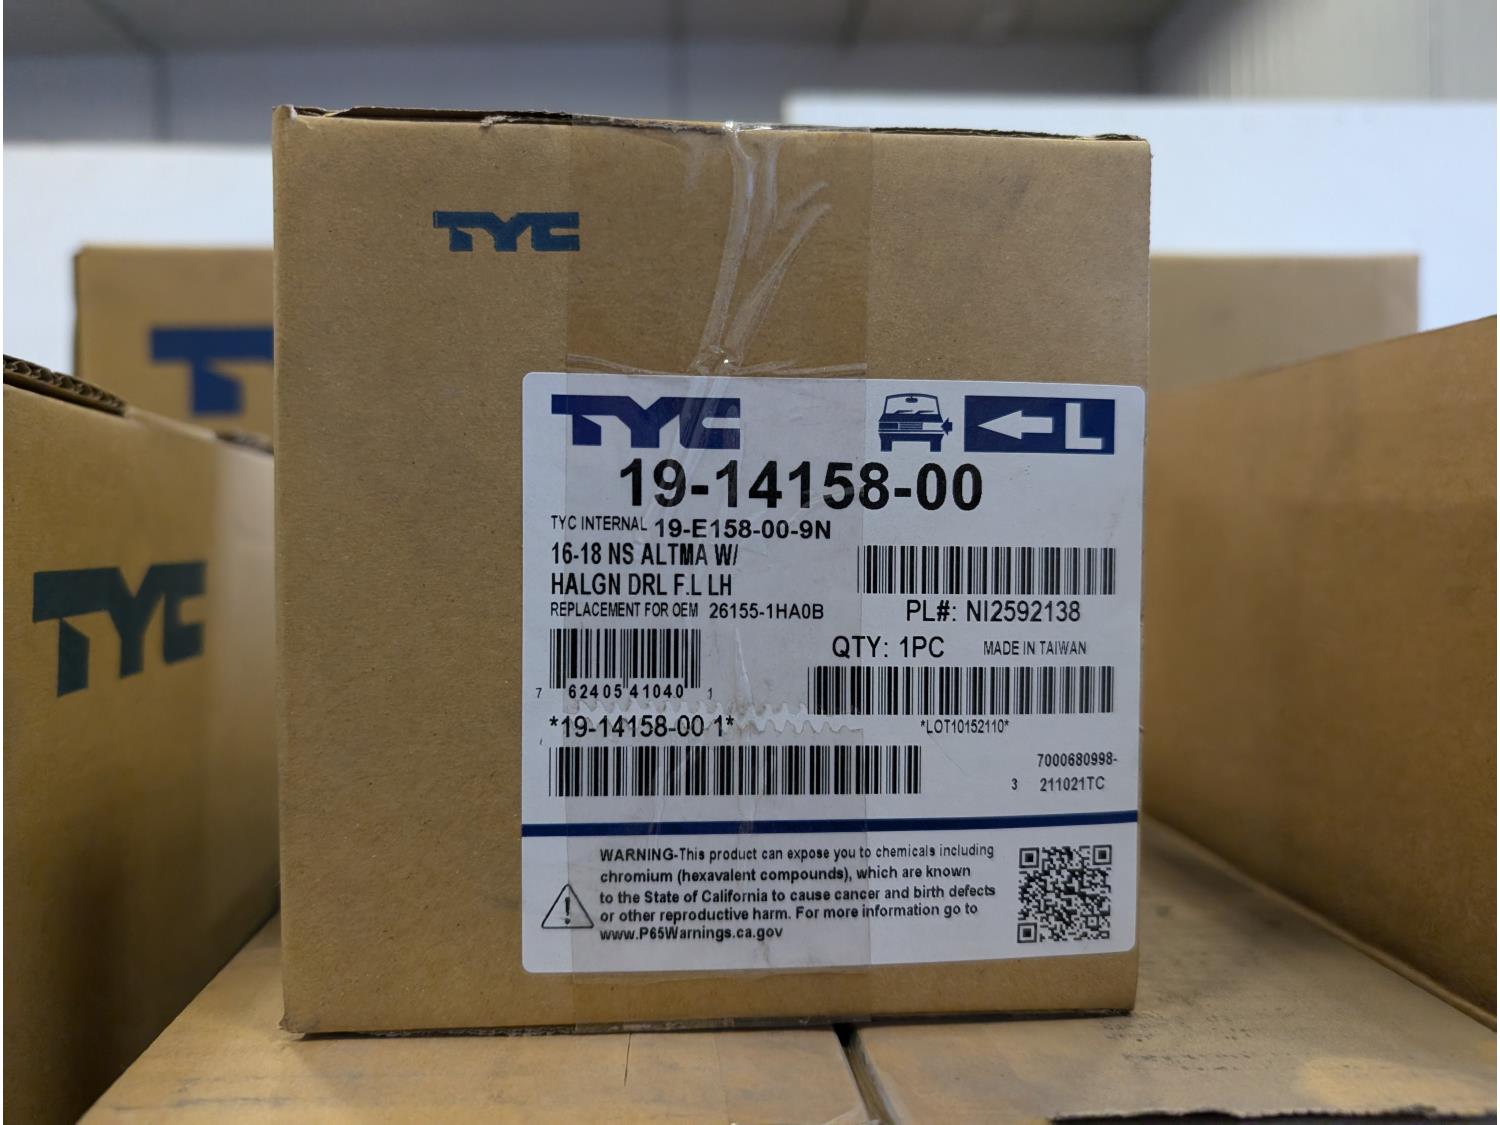 TYC
TYC
TYC
L
19-14158-00
TYC INTERNAL 19-E158-00-9N
16-18 NS ALTMA W/
HALGN DRL F.L LH
REPLACEMENT FOR OEM 26155-1HA0B
PL#: NI2592138
QTY: 1PC MADE IN TAIWAN
7 62405 41040 1
*19-14158-00 1*
*LOT10152110*
7000680998-
3 211021TC
WARNING-This product can expose you to chemicals including
chromium (hexavalent compounds), which are known
to the State of California to cause cancer and birth defects
or other reproductive harm. For more information go to
www.P65Warnings.ca.gov